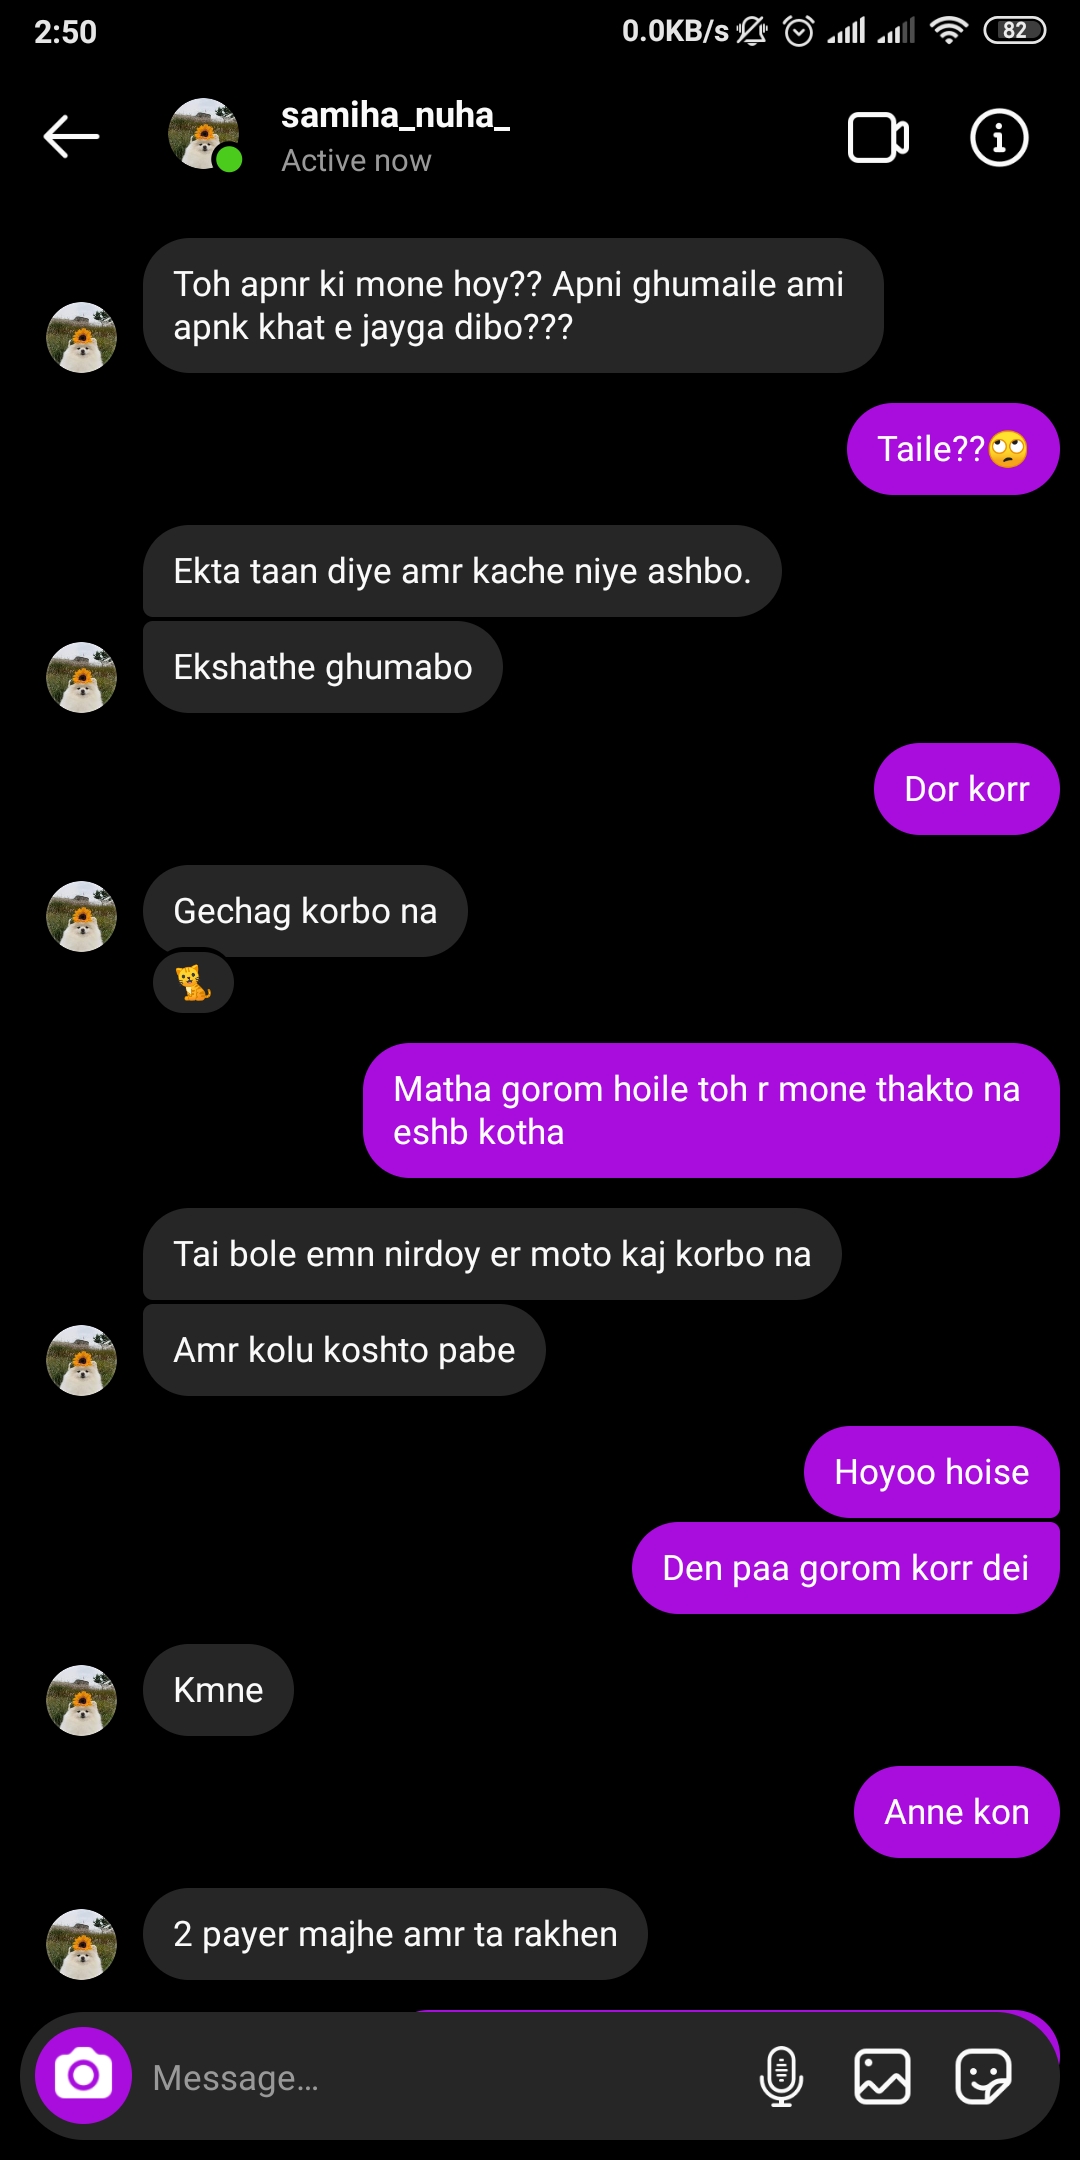 2:50 0.0KB/s 82
samiha_nuha_
Active now
Toh apnr ki mone hoy?? Apni ghumaile ami
apnk khat e jayga dibo???
Taile??🙄
Ekta taan diye amr kache niye ashbo.
Ekshathe ghumabo
Dor korr
Gechag korbo na
🐈
Matha gorom hoile toh r mone thakto na
eshb kotha
Tai bole emn nirdoy er moto kaj korbo na
Amr kolu koshto pabe
Hoyoo hoise
Den paa gorom korr dei
Kmne
Anne kon
2 payer majhe amr ta rakhen
Message...